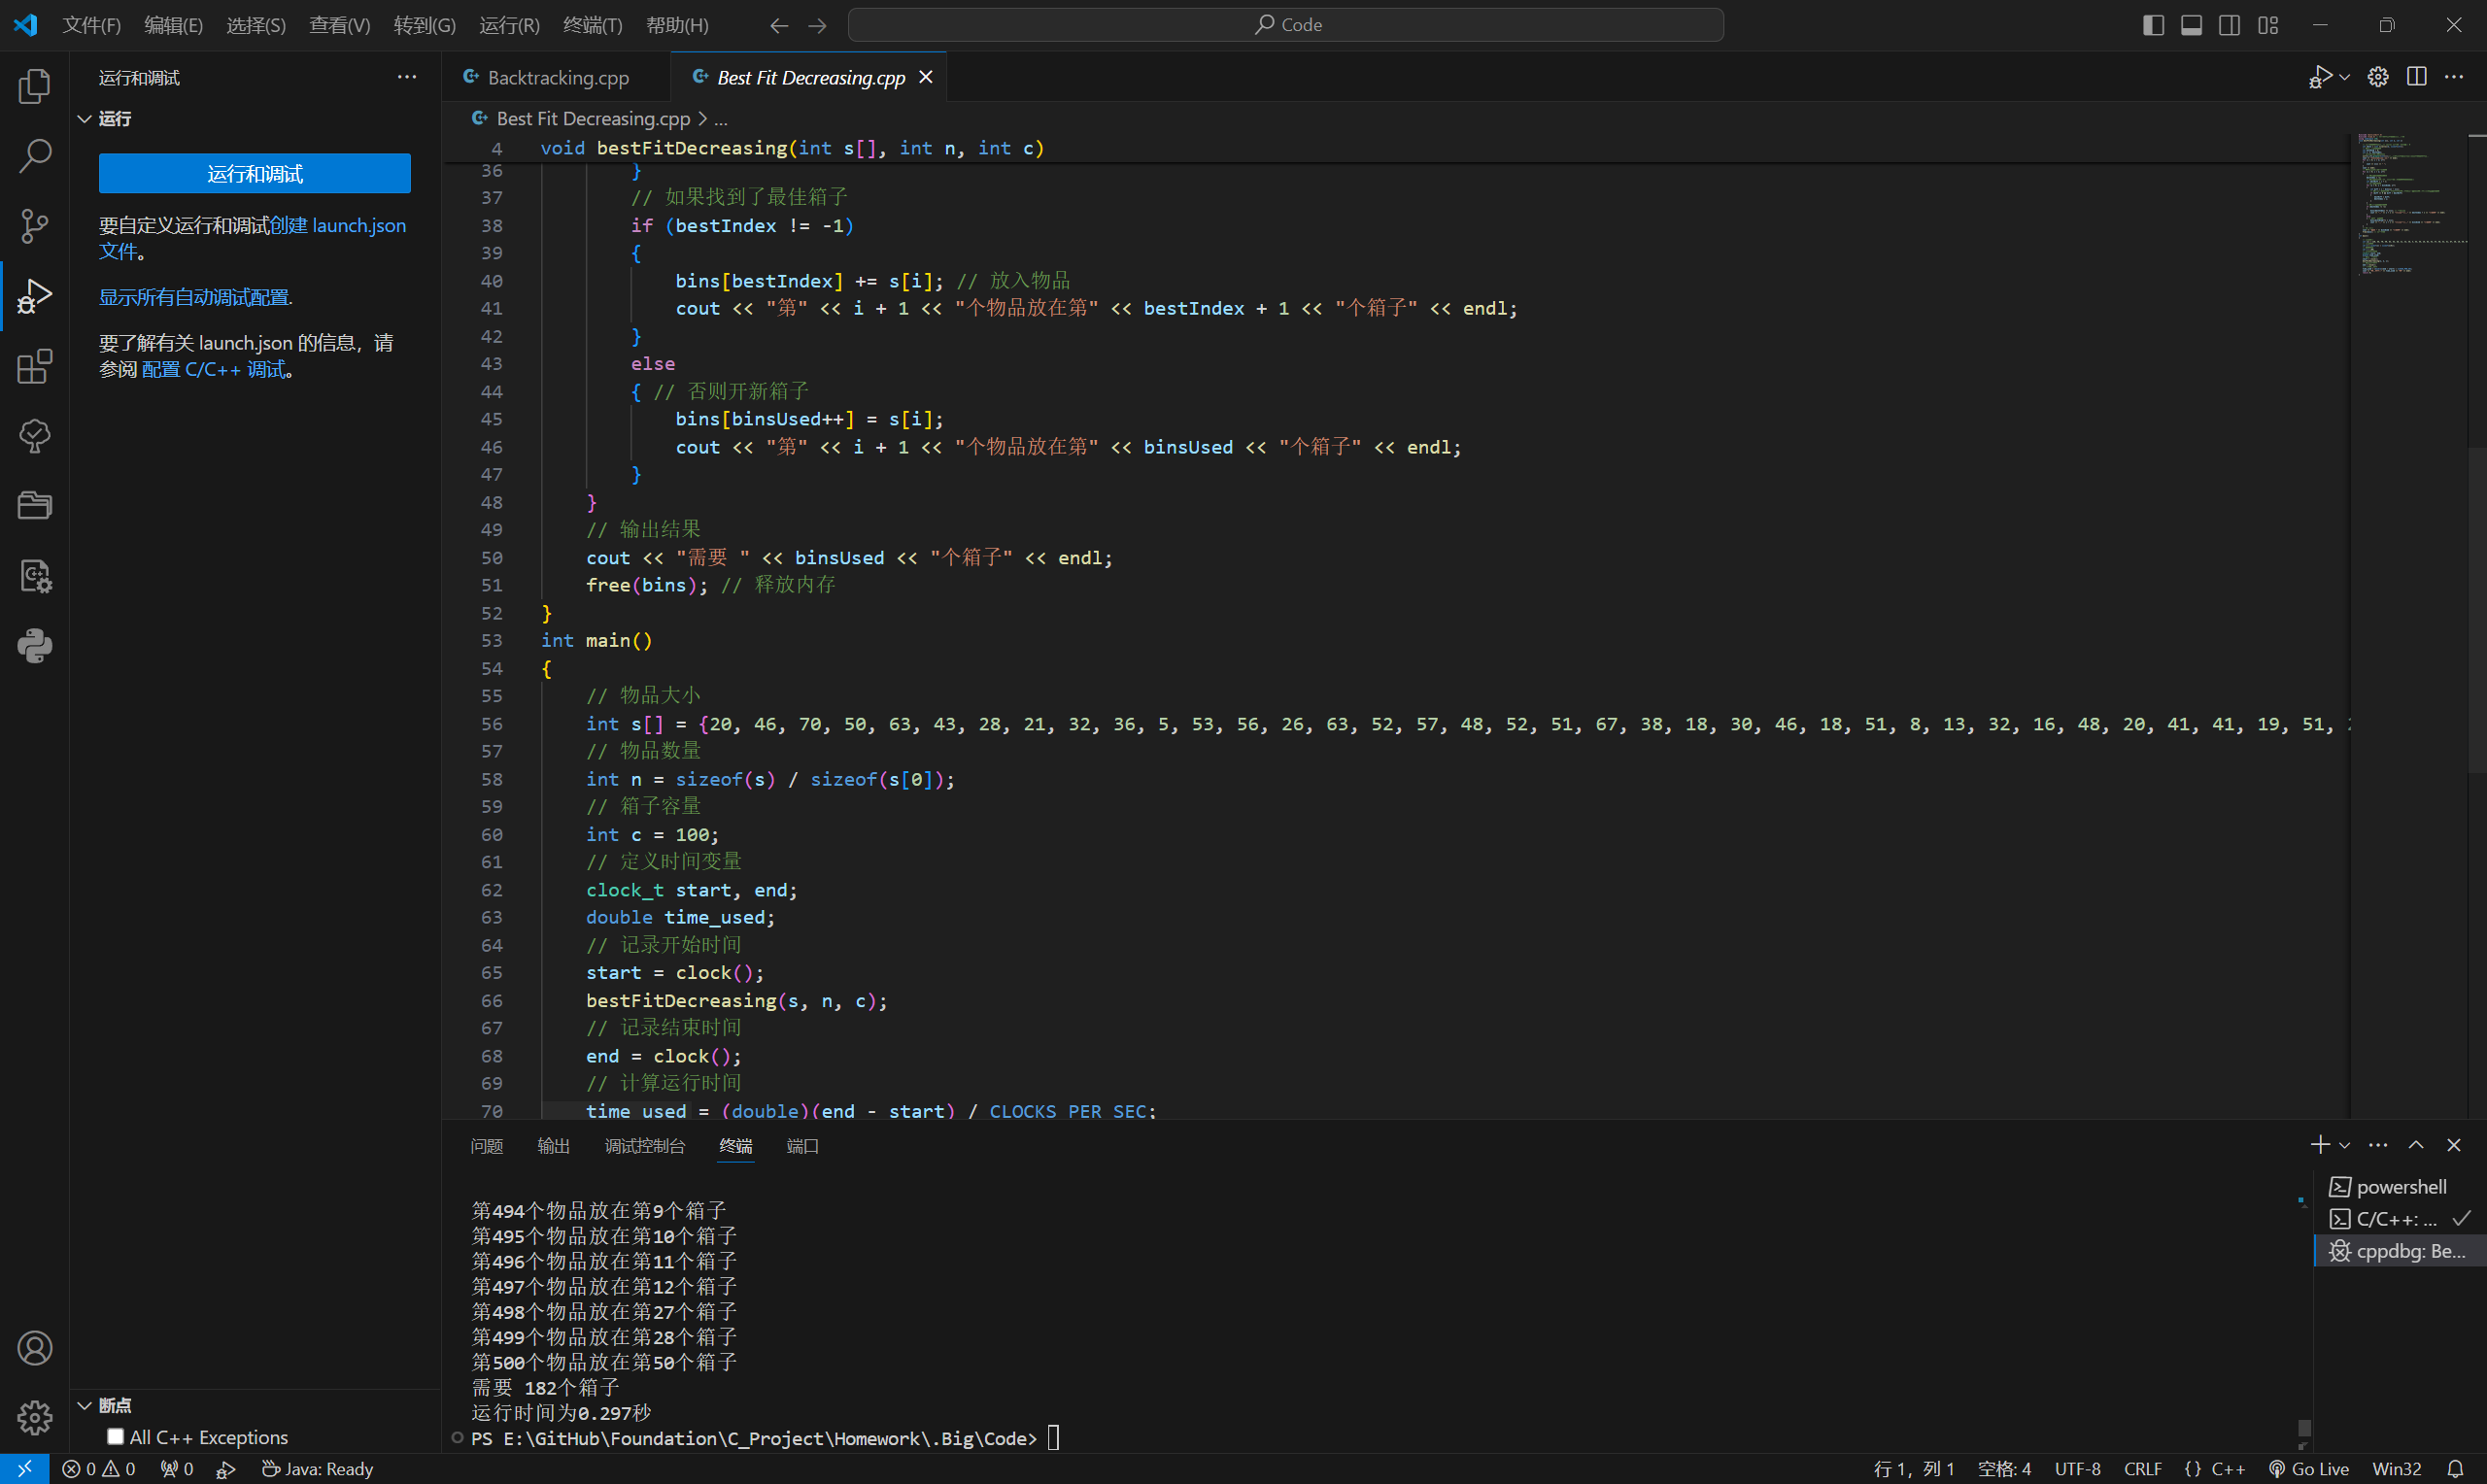 文件(F) 编辑(E) 选择(S) 查看(V) 转到(G) 运行(R) 终端(T) 帮助(H)
Code
运行和调试
运行
运行和调试
要自定义运行和调试创建 launch.json
文件。
显示所有自动调试配置.
要了解有关 launch.json 的信息，请
参阅 配置 C/C++ 调试。
断点
All C++ Exceptions
Backtracking.cpp
Best Fit Decreasing.cpp
Best Fit Decreasing.cpp > ...
4 void bestFitDecreasing(int s[], int n, int c)
36 }
37 // 如果找到了最佳箱子
38 if (bestIndex != -1)
39 {
40 bins[bestIndex] += s[i]; // 放入物品
41 cout << "第" << i + 1 << "个物品放在第" << bestIndex + 1 << "个箱子" << endl;
42 }
43 else
44 { // 否则开新箱子
45 bins[binsUsed++] = s[i];
46 cout << "第" << i + 1 << "个物品放在第" << binsUsed << "个箱子" << endl;
47 }
48 }
49 // 输出结果
50 cout << "需要 " << binsUsed << "个箱子" << endl;
51 free(bins); // 释放内存
52 }
53 int main()
54 {
55 // 物品大小
56 int s[] = {20, 46, 70, 50, 63, 43, 28, 21, 32, 36, 5, 53, 56, 26, 63, 52, 57, 48, 52, 51, 67, 38, 18, 30, 46, 18, 51, 8, 13, 32, 16, 48, 20, 41, 41, 19, 51,
57 // 物品数量
58 int n = sizeof(s) / sizeof(s[0]);
59 // 箱子容量
60 int c = 100;
61 // 定义时间变量
62 clock_t start, end;
63 double time_used;
64 // 记录开始时间
65 start = clock();
66 bestFitDecreasing(s, n, c);
67 // 记录结束时间
68 end = clock();
69 // 计算运行时间
70 time_used = (double)(end - start) / CLOCKS_PER_SEC;
问题 输出 调试控制台 终端 端口
第494个物品放在第9个箱子
第495个物品放在第10个箱子
第496个物品放在第11个箱子
第497个物品放在第12个箱子
第498个物品放在第27个箱子
第499个物品放在第28个箱子
第500个物品放在第50个箱子
需要 182个箱子
运行时间为0.297秒
PS E:\GitHub\Foundation\C_Project\Homework\.Big\Code>
powershell
C/C++: ...
cppdbg: Be...
0 0 0 Java: Ready
行 1，列 1 空格: 4 UTF-8 CRLF {} C++ Go Live Win32